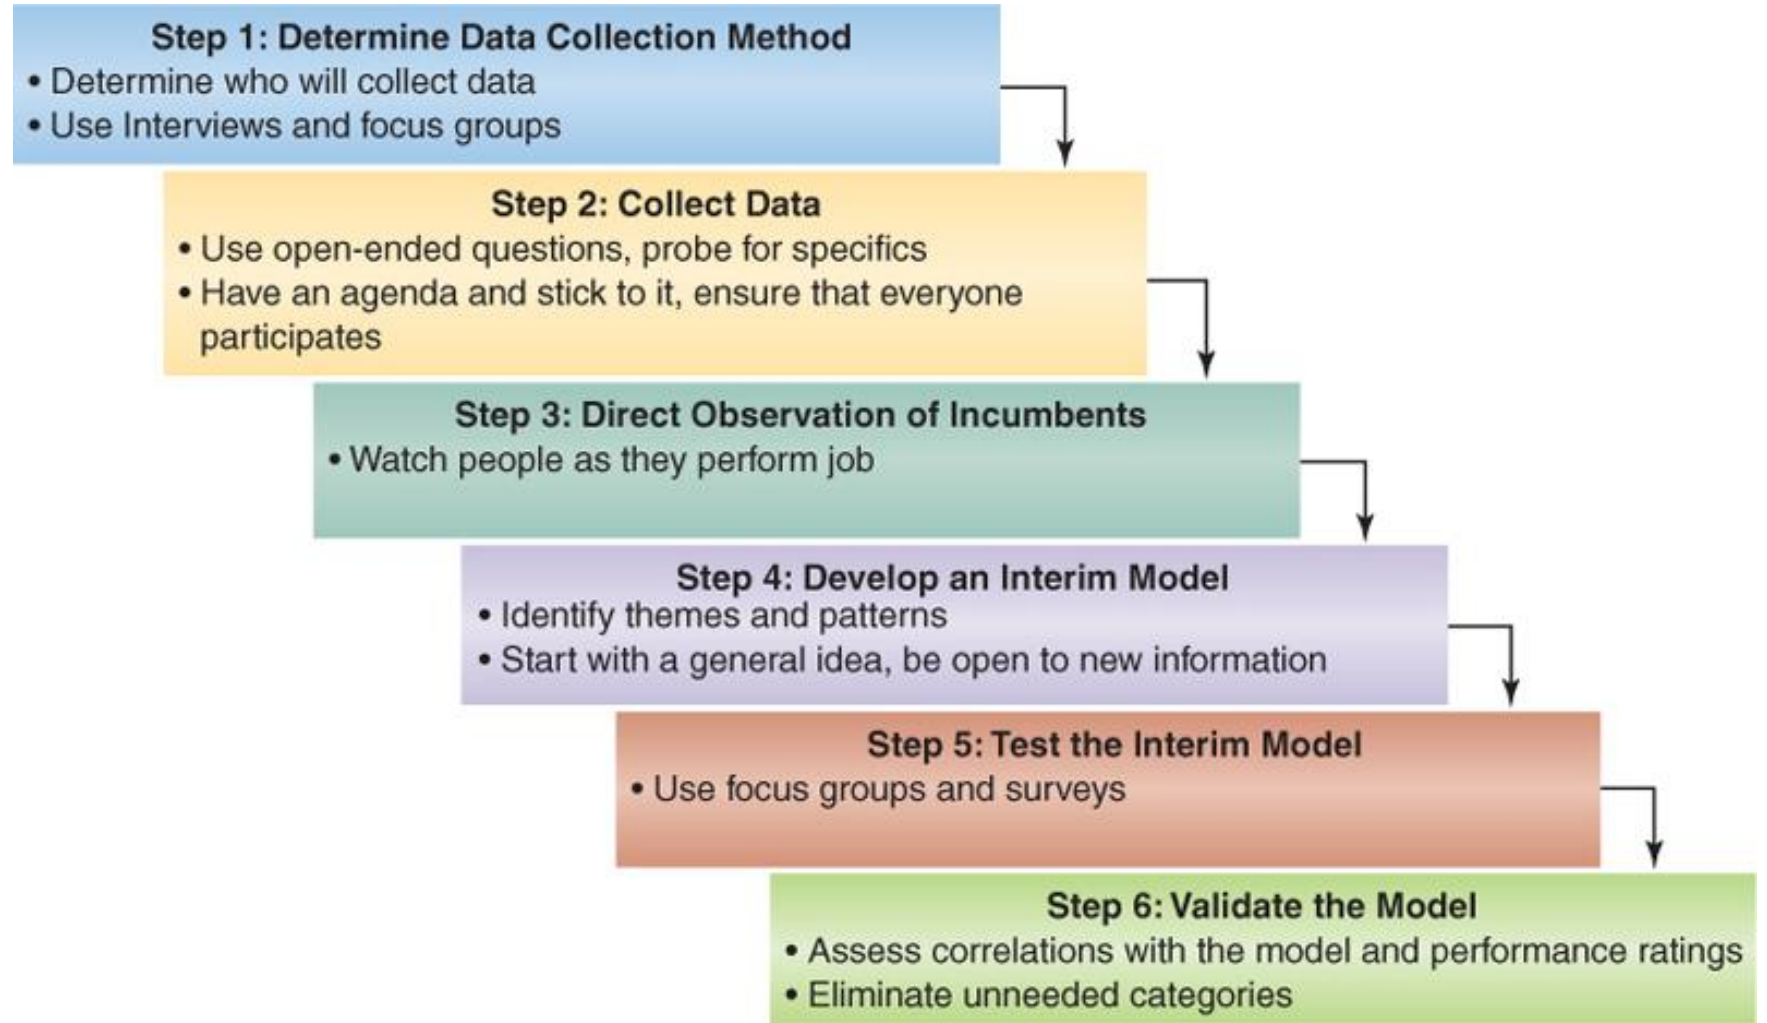 Step 1: Determine Data Collection Method
• Determine who will collect data
• Use Interviews and focus groups
Step 2: Collect Data
• Use open-ended questions, probe for specifics
• Have an agenda and stick to it, ensure that everyone
participates
Step 3: Direct Observation of Incumbents
• Watch people as they perform job
Step 4: Develop an Interim Model
• Identify themes and patterns
• Start with a general idea, be open to new information
Step 5: Test the Interim Model
• Use focus groups and surveys
Step 6: Validate the Model
• Assess correlations with the model and performance ratings
• Eliminate unneeded categories